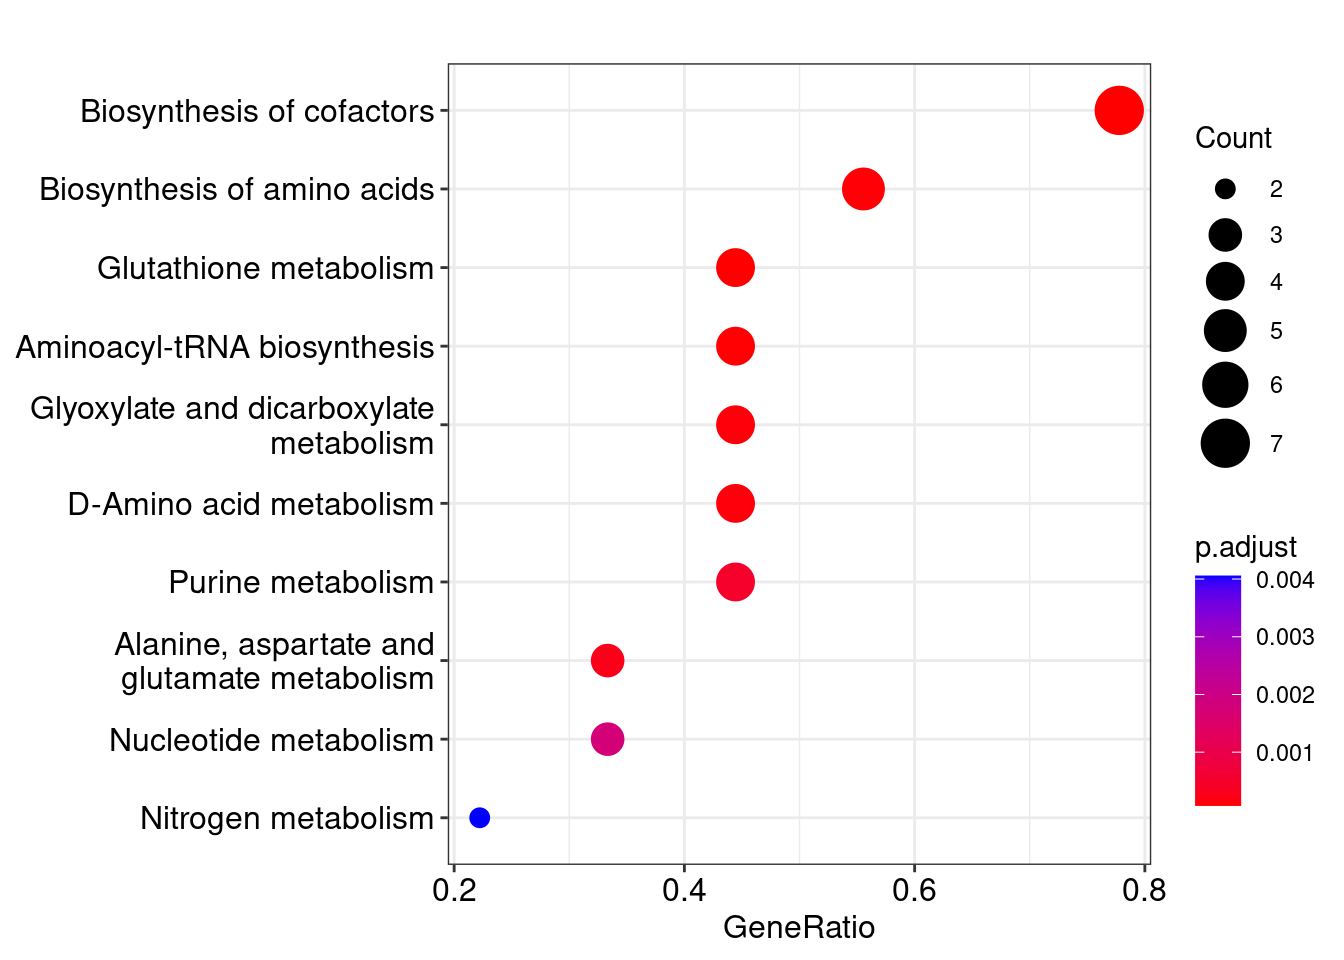 Biosynthesis of cofactors
Biosynthesis of amino acids
Glutathione metabolism
Aminoacyl-tRNA biosynthesis
Glyoxylate and dicarboxylate
metabolism
D-Amino acid metabolism
Purine metabolism
Alanine, aspartate and
glutamate metabolism
Nucleotide metabolism
Nitrogen metabolism
0.2 0.4 0.6 0.8
GeneRatio
Count
2
3
4
5
6
7
p.adjust
0.004
0.003
0.002
0.001